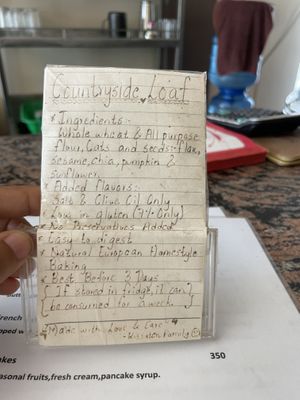 Countryside Loaf
* Ingredients:-
Whole wheat & All purpose
flour, Oats and seeds:- flax,
sesame, chia, pumpkin &
sunflower
* Added flavors:-
Salt & Olive Oil Only
* Low in gluten
Only)
* No Preservatives Added
* Easy to digest
* Natural European Homestyle
Baking
* Best Before 3 Days
{ If stored in fridge, it can }
{ be consumed for a week. }
Made with Love & Care
Family
French
350
asonal fruits,fresh cream,pancake syrup.